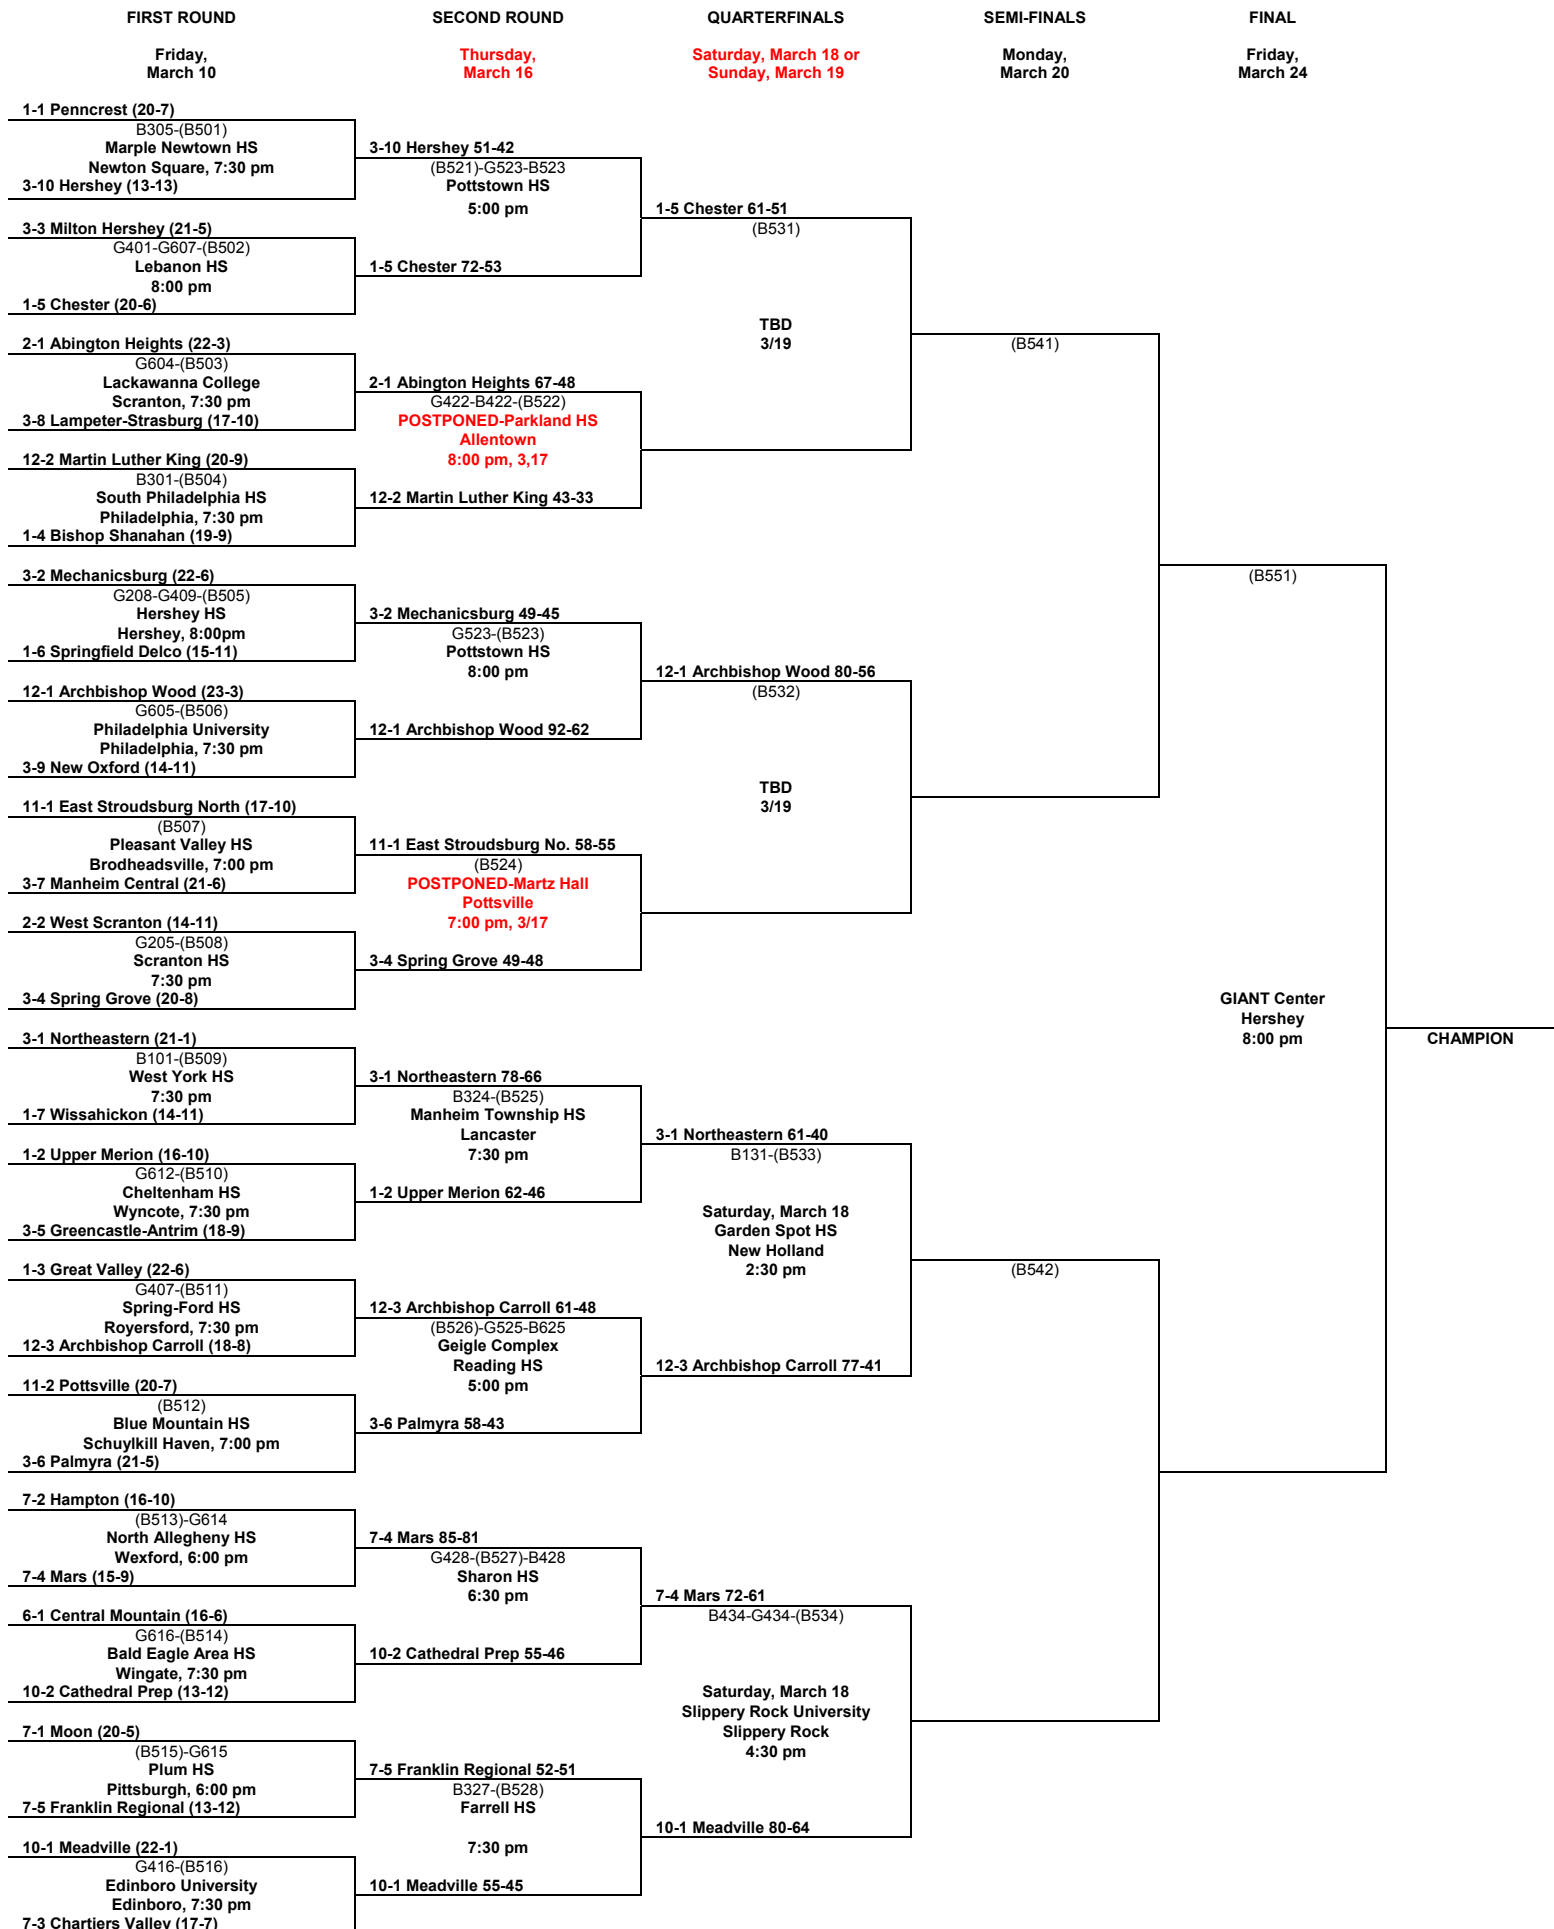 FIRST ROUND
Friday,
March 10
1-1 Penncrest (20-7)
B305-(B501)
Marple Newtown HS
Newton Square, 7:30 pm
3-10 Hershey (13-13)
3-3 Milton Hershey (21-5)
G401-G607-(B502)
Lebanon HS
8:00 pm
1-5 Chester (20-6)
2-1 Abington Heights (22-3)
G604-(B503)
Lackawanna College
Scranton, 7:30 pm
3-8 Lampeter-Strasburg (17-10)
12-2 Martin Luther King (20-9)
B301-(B504)
South Philadelphia HS
Philadelphia, 7:30 pm
1-4 Bishop Shanahan (19-9)
3-2 Mechanicsburg (22-6)
G208-G409-(B505)
Hershey HS
Hershey, 8:00pm
1-6 Springfield Delco (15-11)
12-1 Archbishop Wood (23-3)
G605-(B506)
Philadelphia University
Philadelphia, 7:30 pm
3-9 New Oxford (14-11)
11-1 East Stroudsburg North (17-10)
(B507)
Pleasant Valley HS
Brodheadsville, 7:00 pm
3-7 Manheim Central (21-6)
2-2 West Scranton (14-11)
G205-(B508)
Scranton HS
7:30 pm
3-4 Spring Grove (20-8)
3-1 Northeastern (21-1)
B101-(B509)
West York HS
7:30 pm
1-7 Wissahickon (14-11)
1-2 Upper Merion (16-10)
G612-(B510)
Cheltenham HS
Wyncote, 7:30 pm
3-5 Greencastle-Antrim (18-9)
1-3 Great Valley (22-6)
G407-(B511)
Spring-Ford HS
Royersford, 7:30 pm
12-3 Archbishop Carroll (18-8)
11-2 Pottsville (20-7)
(B512)
Blue Mountain HS
Schuylkill Haven, 7:00 pm
3-6 Palmyra (21-5)
7-2 Hampton (16-10)
(B513)-G614
North Allegheny HS
Wexford, 6:00 pm
7-4 Mars (15-9)
6-1 Central Mountain (16-6)
G616-(B514)
Bald Eagle Area HS
Wingate, 7:30 pm
10-2 Cathedral Prep (13-12)
7-1 Moon (20-5)
(B515)-G615
Plum HS
Pittsburgh, 6:00 pm
7-5 Franklin Regional (13-12)
10-1 Meadville (22-1)
G416-(B516)
Edinboro University
Edinboro, 7:30 pm
7-3 Chartiers Valley (17-7)
SECOND ROUND
Thursday,
March 16
3-10 Hershey 51-42
(B521)-G523-B523
Pottstown HS
5:00 pm
1-5 Chester 72-53
2-1 Abington Heights 67-48
G422-B422-(B522)
POSTPONED-Parkland HS
Allentown
8:00 pm, 3,17
12-2 Martin Luther King 43-33
3-2 Mechanicsburg 49-45
G523-(B523)
Pottstown HS
8:00 pm
12-1 Archbishop Wood 92-62
11-1 East Stroudsburg No. 58-55
(B524)
POSTPONED-Martz Hall
Pottsville
7:00 pm, 3/17
3-4 Spring Grove 49-48
3-1 Northeastern 78-66
B324-(B525)
Manheim Township HS
Lancaster
7:30 pm
1-2 Upper Merion 62-46
12-3 Archbishop Carroll 61-48
(B526)-G525-B625
Geigle Complex
Reading HS
5:00 pm
3-6 Palmyra 58-43
7-4 Mars 85-81
G428-(B527)-B428
Sharon HS
6:30 pm
10-2 Cathedral Prep 55-46
7-5 Franklin Regional 52-51
B327-(B528)
Farrell HS
7:30 pm
10-1 Meadville 55-45
QUARTERFINALS
Saturday, March 18 or
Sunday, March 19
1-5 Chester 61-51
(B531)
TBD
3/19
12-1 Archbishop Wood 80-56
(B532)
TBD
3/19
3-1 Northeastern 61-40
B131-(B533)
Saturday, March 18
Garden Spot HS
New Holland
2:30 pm
12-3 Archbishop Carroll 77-41
7-4 Mars 72-61
B434-G434-(B534)
Saturday, March 18
Slippery Rock University
Slippery Rock
4:30 pm
10-1 Meadville 80-64
SEMI-FINALS
Monday,
March 20
(B541)
(B542)
FINAL
Friday,
March 24
(B551)
GIANT Center
Hershey
8:00 pm
CHAMPION